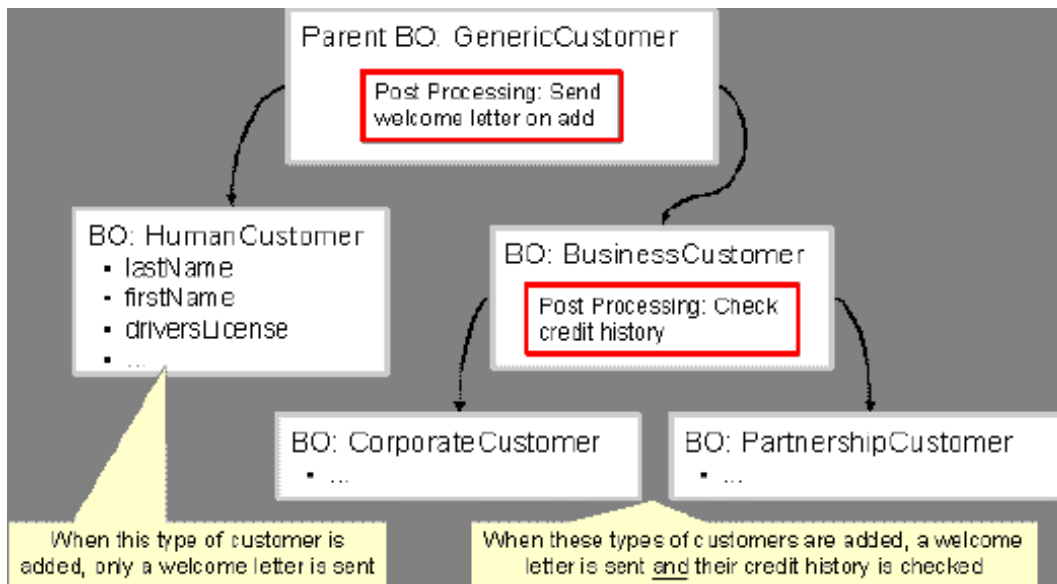 Parent BO: GenericCustomer
Post Processing: Send
welcome letter on add
BO: HumanCustomer
▪ lastName
▪ firstName
▪ driversLicense
▪ ...
BO: BusinessCustomer
Post Processing: Check
credit history
BO: CorporateCustomer
▪ ...
BO: PartnershipCustomer
▪ ...
When this type of customer is
added, only a welcome letter is sent
When these types of customers are added, a welcome
letter is sent and their credit history is checked